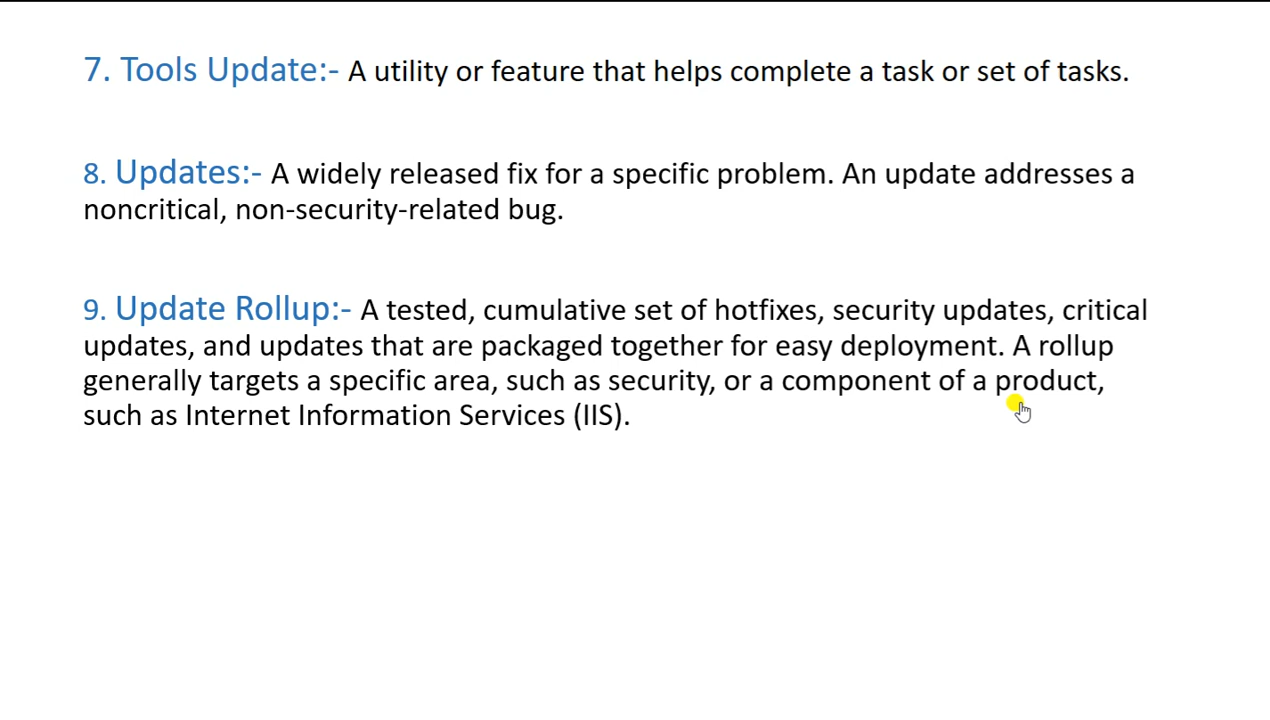 7. Tools Update:- A utility or feature that helps complete a task or set of tasks.
8. Updates:- A widely released fix for a specific problem. An update addresses a
noncritical, non-security-related bug.
9. Update Rollup:- A tested, cumulative set of hotfixes, security updates, critical
updates, and updates that are packaged together for easy deployment. A rollup
generally targets a specific area, such as security, or a component of a product,
such as Internet Information Services (IIS).